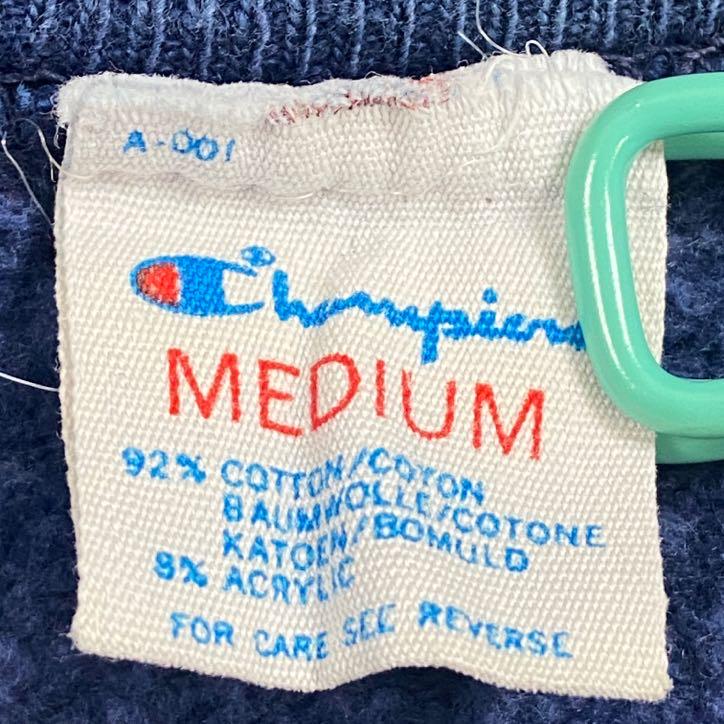 A-001
Champion
MEDIUM
92% COTTON/COTON
BAUMWOLLE/COTONE
KATOEN/BOMULD
8% ACRYLIC
FOR CARE SEE REVERSE